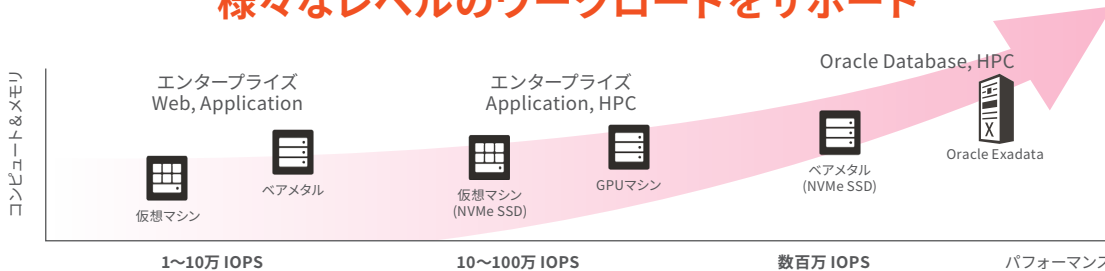 様々なレベルのワークロードをサポート
Oracle Database, HPC
エンタープライズ
Web, Application
エンタープライズ
Application, HPC
コンピュート&メモリ
仮想マシン
ベアメタル
仮想マシン
(NVMe SSD)
GPUマシン
ベアメタル
(NVMe SSD)
X
Oracle Exadata
1〜10万 IOPS
10〜100万 IOPS
数百万 IOPS
パフォーマンス